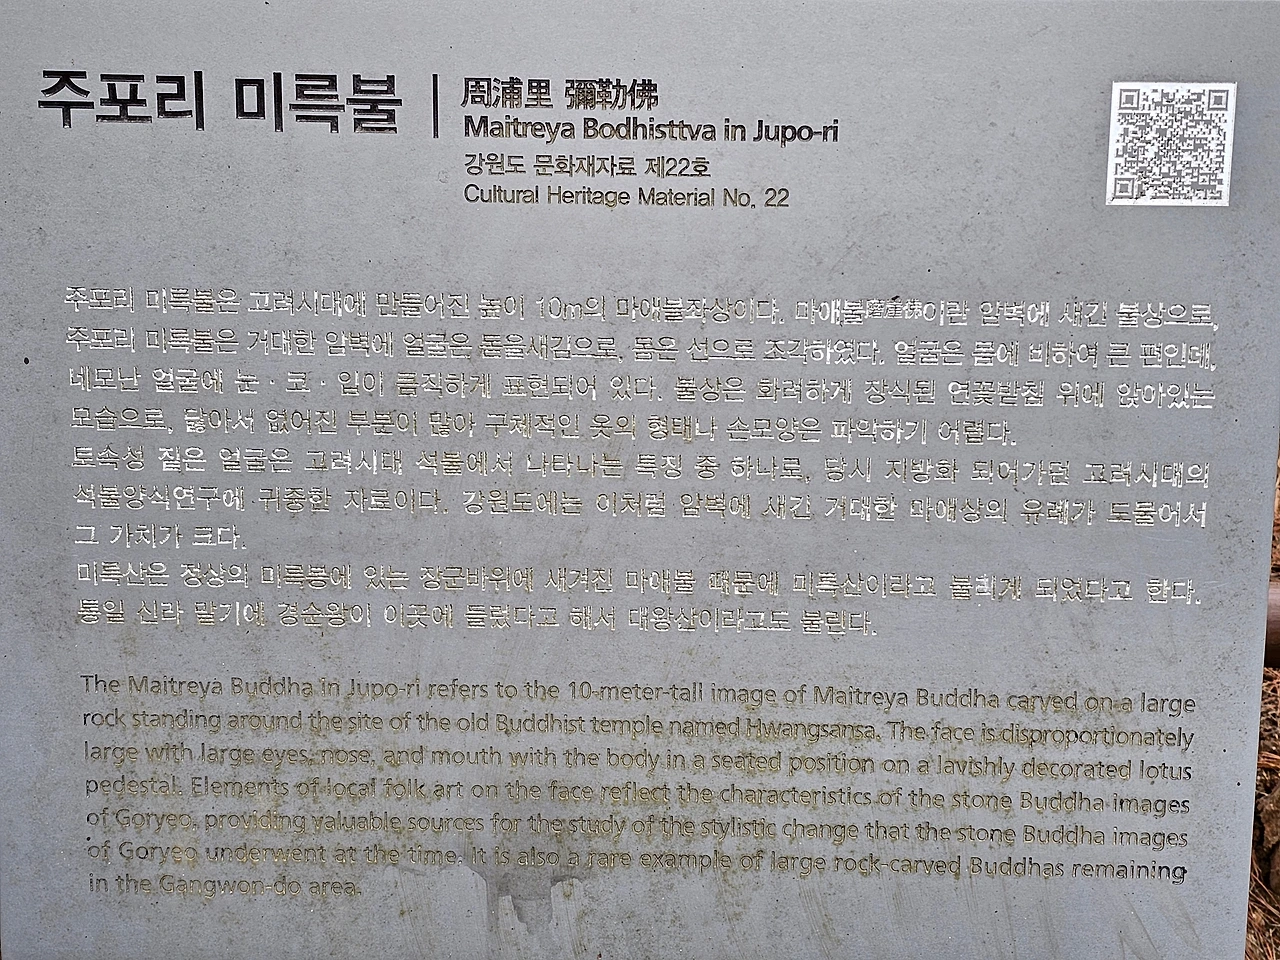 주포리 미륵불
周浦里 彌勒佛
Maitreya Bodhisttva in Jupo-ri
강원도 문화재자료 제22호
Cultural Heritage Material No. 22
주포리 미륵불은 고려시대에 만들어진 높이 10m의 마애불좌상이다. 마애불磨崖佛이란 암벽에 새긴 불상으로,
주포리 미륵불은 거대한 암벽에 얼굴은 돋을새김으로, 몸은 선으로 조각하였다. 얼굴은 몸에 비하여 큰 편인데,
네모난 얼굴에 눈 · 코 · 입이 큼직하게 표현되어 있다. 불상은 화려하게 장식된 연꽃받침 위에 앉아있는
모습으로, 닳아서 없어진 부분이 많아 구체적인 옷의 형태나 손모양은 파악하기 어렵다.
토속성 짙은 얼굴은 고려시대 석불에서 나타나는 특징 중 하나로, 당시 지방화 되어가던 고려시대의
석불양식연구에 귀중한 자료이다. 강원도에는 이처럼 암벽에 새긴 거대한 마애상의 유례가 드물어서
그 가치가 크다.
미륵산은 정상의 미륵봉에 있는 장군바위에 새겨진 마애불 때문에 미륵산이라고 불리게 되었다고 한다.
통일 신라 말기에 경순왕이 이곳에 들렀다고 해서 대왕산이라고도 불린다.
The Maitreya Buddha in Jupo-ri refers to the 10-meter-tall image of Maitreya Buddha carved on a large
rock standing around the site of the old Buddhist temple named Hwangsansa. The face is disproportionately
large with large eyes, nose, and mouth with the body in a seated position on a lavishly decorated lotus
pedestal. Elements of local folk art on the face reflect the characteristics of the stone Buddha images
of Goryeo, providing valuable sources for the study of the stylistic change that the stone Buddha images
of Goryeo underwent at the time. It is also a rare example of large rock-carved Buddhas remaining
in the Gangwon-do area.